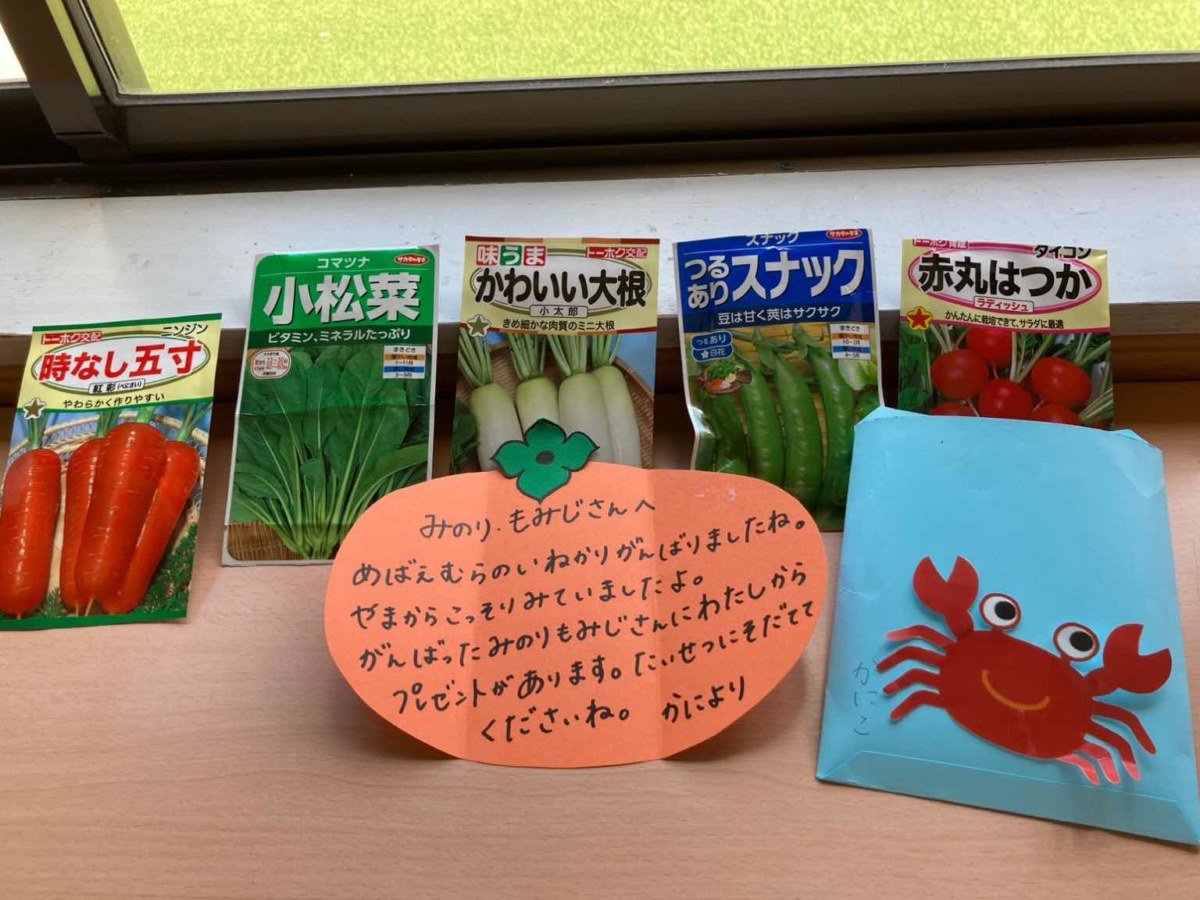 トーホク交配
ニンジン
時なし五寸
紅彩(べにさい)
やわらかく作りやすい
サカタのタネ
コマツナ
小松菜
ビタミン、ミネラルたっぷり
まきどき
味うま
トーホク交配
かわいい大根
小太郎
きめ細かな肉質のミニ大根
サカタのタネ
スナック
つるありスナック
豆は甘く莢はサクサク
まきどき
つるあり
白花
トーホク育成
ダイコン
赤丸はつか
ラディッシュ
かんたんに栽培できて、サラダに最適
みのり・もみじさんへ
めばえむらのいねかりがんばりましたね。
やまからこっそりみていましたよ。
がんばったみのりもみじさんにわたしから
プレゼントがあります。たいせつにそだてて
くださいね。 かにより